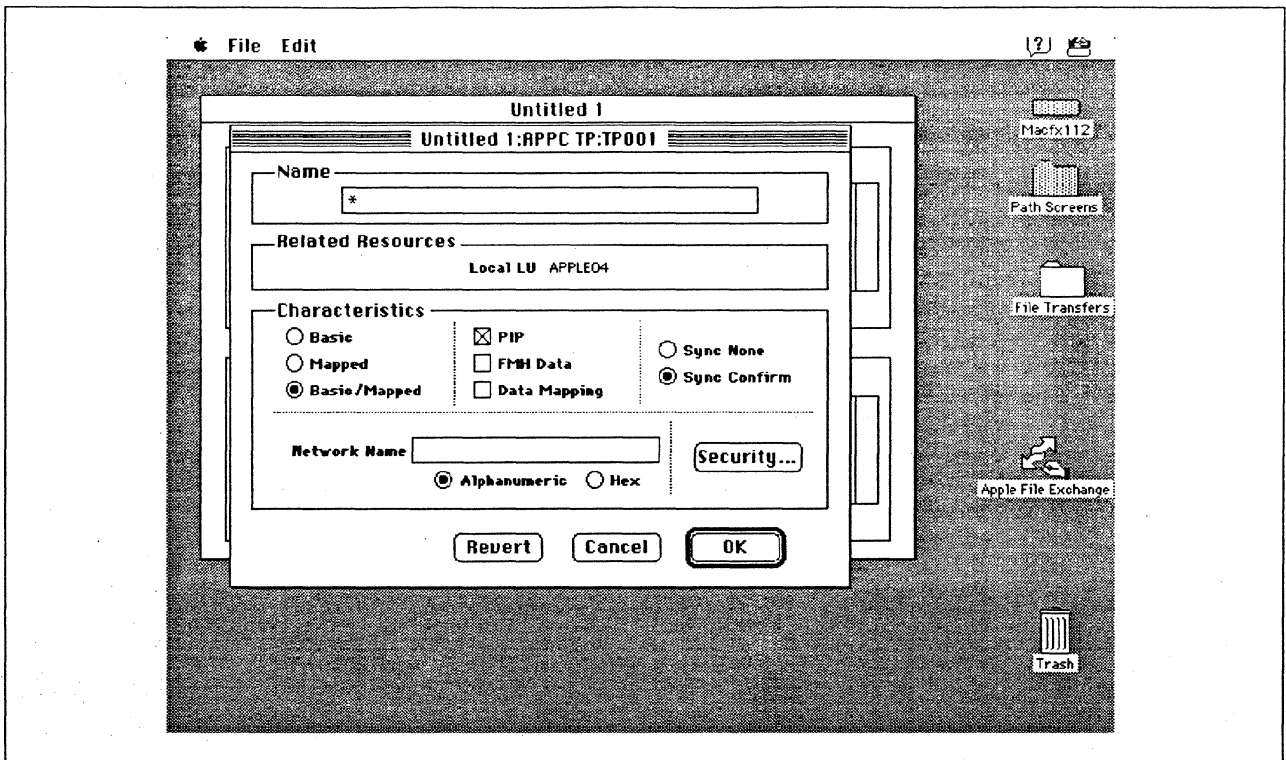 File Edit
Untitled 1
Untitled 1:APPC TP:TP001
Name
*
Related Resources
Local LU APPLE04
Characteristics
Basic
Mapped
Basic/Mapped
PIP
FMH Data
Data Mapping
Sync None
Sync Confirm
Network Name
Alphanumeric Hex
Security...
Revert Cancel OK
Macfx112
Path Screens
File Transfers
Apple File Exchange
Trash